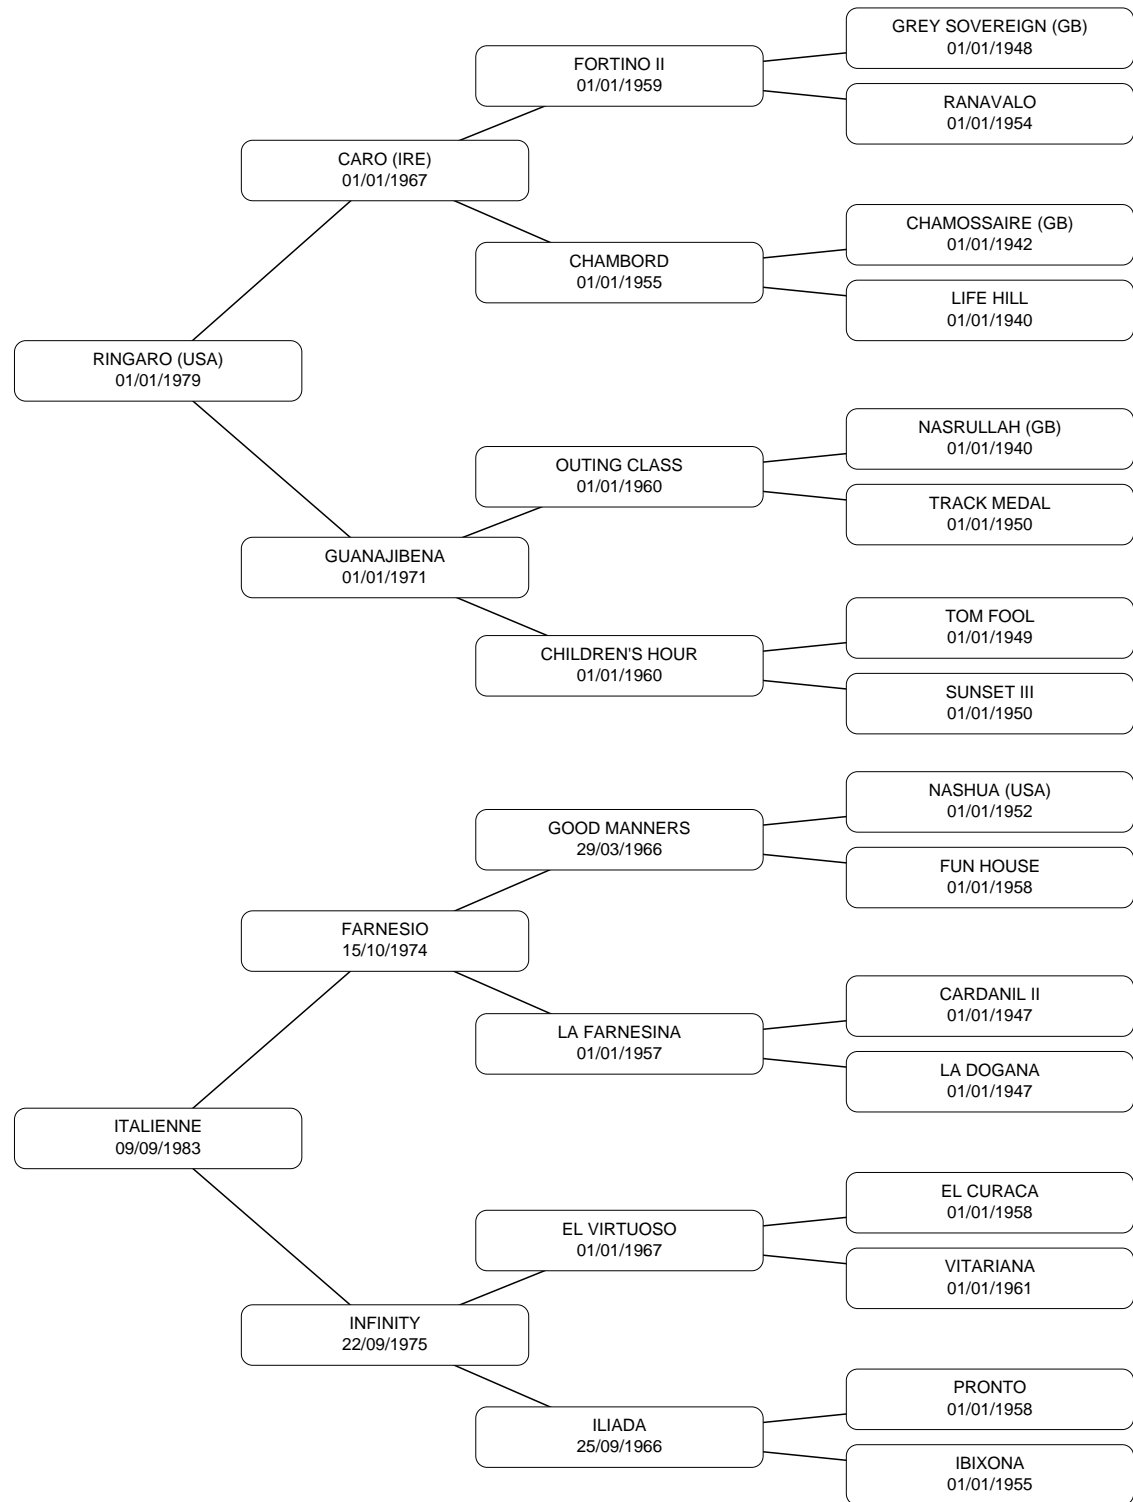 GREY SOVEREIGN (GB)
01/01/1948
FORTINO II
01/01/1959
RANAVALO
01/01/1954
CARO (IRE)
01/01/1967
CHAMOSSAIRE (GB)
01/01/1942
CHAMBORD
01/01/1955
LIFE HILL
01/01/1940
RINGARO (USA)
01/01/1979
NASRULLAH (GB)
01/01/1940
OUTING CLASS
01/01/1960
TRACK MEDAL
01/01/1950
GUANAJIBENA
01/01/1971
TOM FOOL
01/01/1949
CHILDREN'S HOUR
01/01/1960
SUNSET III
01/01/1950
NASHUA (USA)
01/01/1952
GOOD MANNERS
29/03/1966
FUN HOUSE
01/01/1958
FARNESIO
15/10/1974
CARDANIL II
01/01/1947
LA FARNESINA
01/01/1957
LA DOGANA
01/01/1947
ITALIENNE
09/09/1983
EL CURACA
01/01/1958
EL VIRTUOSO
01/01/1967
VITARIANA
01/01/1961
INFINITY
22/09/1975
PRONTO
01/01/1958
ILIADA
25/09/1966
IBIXONA
01/01/1955